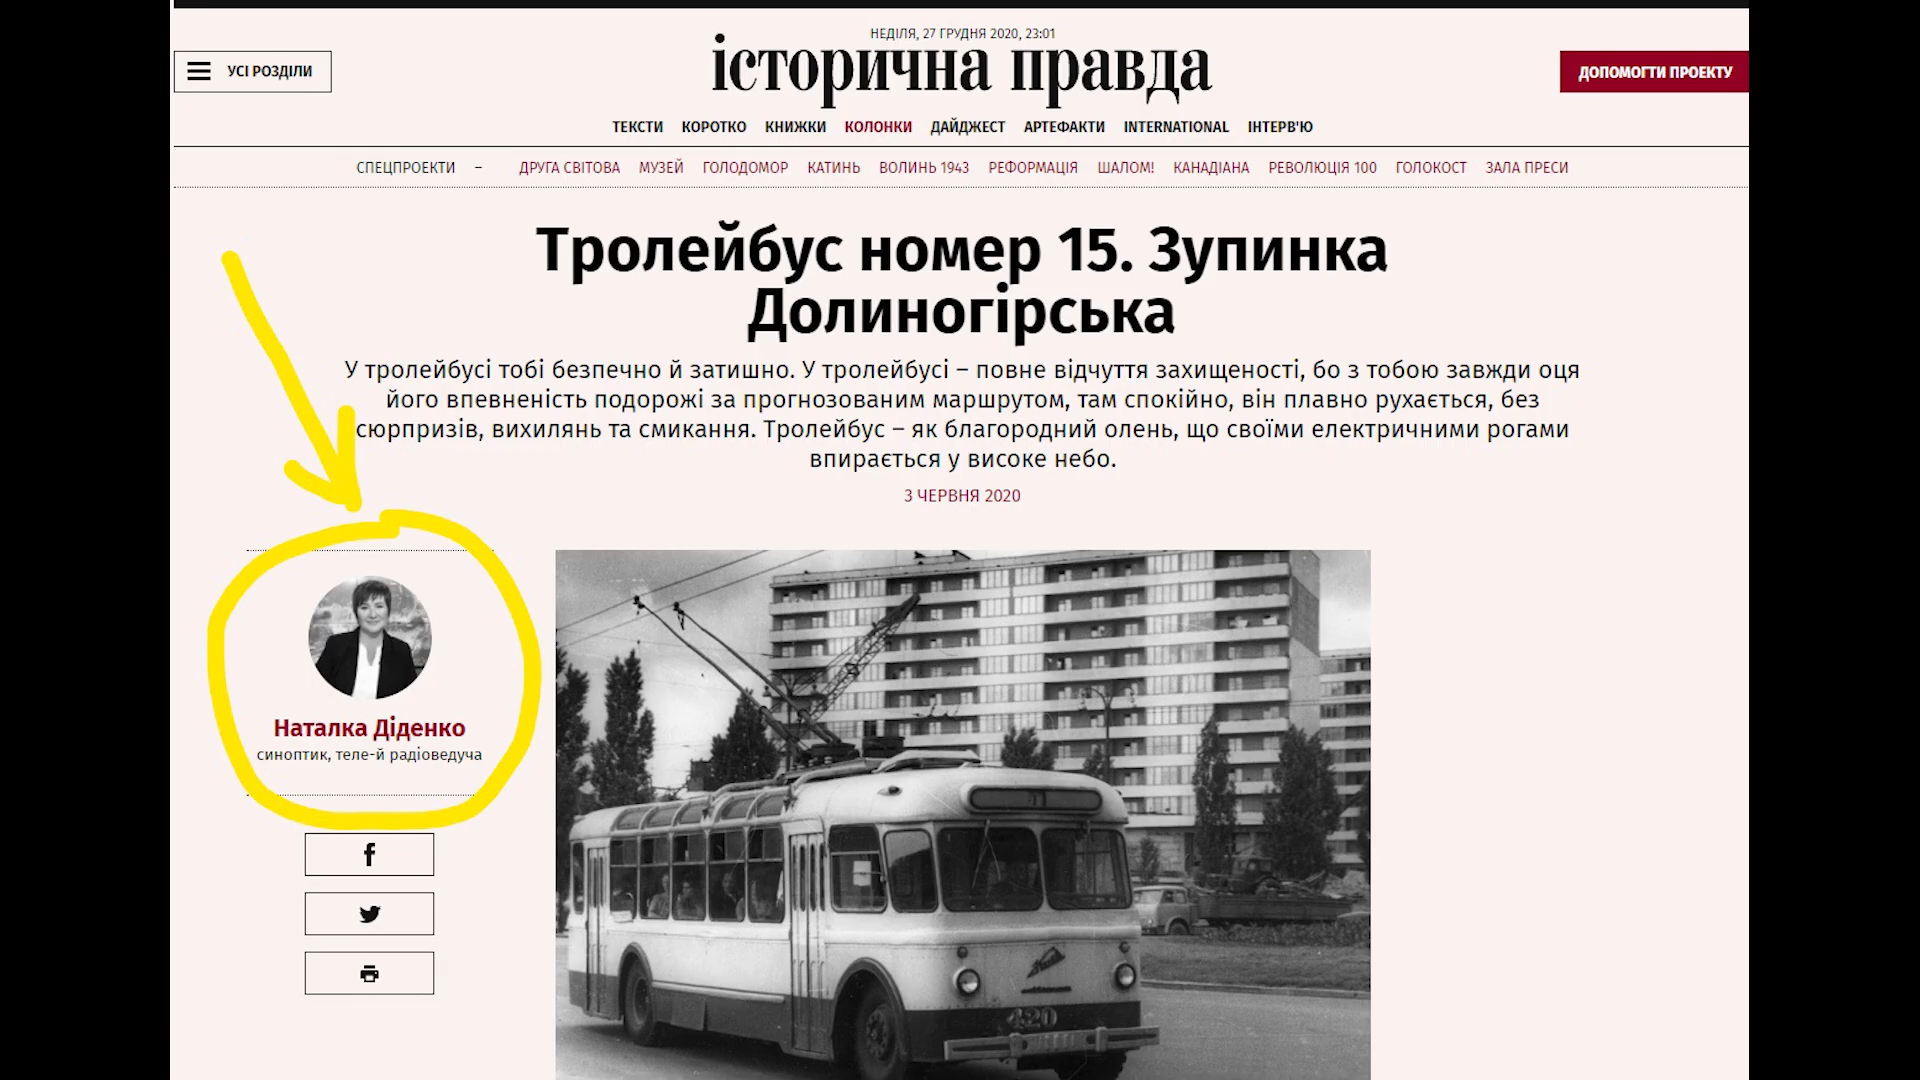 НЕДІЛЯ, 27 ГРУДНЯ 2020, 23:01
УСІ РОЗДІЛИ
історична правда
ДОПОМОГТИ ПРОЕКТУ
ТЕКСТИ КОРОТКО КНИЖКИ КОЛОНКИ ДАЙДЖЕСТ АРТЕФАКТИ INTERNATIONAL ІНТЕРВ'Ю
СПЕЦПРОЕКТИ – ДРУГА СВІТОВА МУЗЕЙ ГОЛОДОМОР КАТИНЬ ВОЛИНЬ 1943 РЕФОРМАЦІЯ ШАЛОМ! КАНАДІАНА РЕВОЛЮЦІЯ 100 ГОЛОКОСТ ЗАЛА ПРЕСИ
Тролейбус номер 15. Зупинка
Долиногірська
У тролейбусі тобі безпечно й затишно. У тролейбусі – повне відчуття захищеності, бо з тобою завжди оця
його впевненість подорожі за прогнозованим маршрутом, там спокійно, він плавно рухається, без
сюрпризів, вихилянь та смикання. Тролейбус – як благородний олень, що своїми електричними рогами
впирається у високе небо.
3 ЧЕРВНЯ 2020
Наталка Діденко
синоптик, теле-й радіоведуча
420